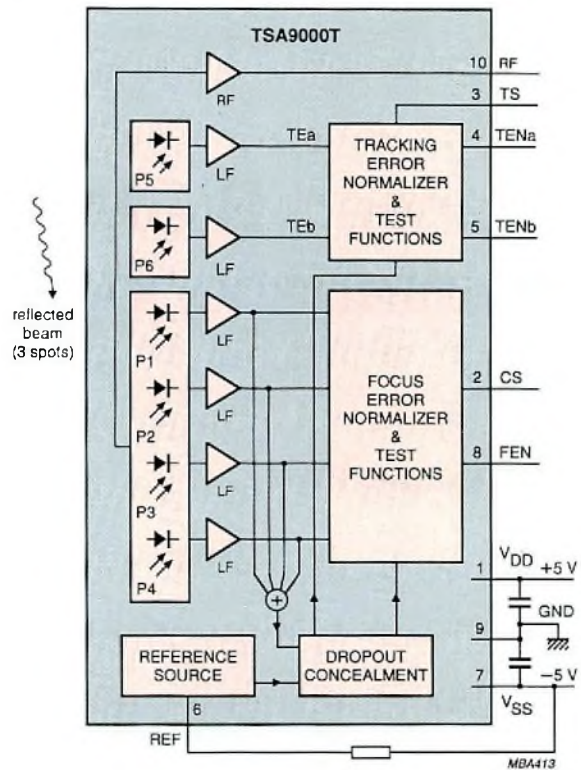 TSA9000T
10 RF
RF
3 TS
P5
LF
TEa
TRACKING
ERROR
NORMALIZER
&
TEST
FUNCTIONS
4 TENa
P6
LF
TEb
5 TENb
reflected
beam
(3 spots)
P1
LF
P2
LF
P3
LF
P4
LF
FOCUS
ERROR
NORMALIZER
&
TEST
FUNCTIONS
2 CS
8 FEN
+
1 VDD +5 V
9 GND
7 VSS −5 V
REFERENCE
SOURCE
DROPOUT
CONCEALMENT
6
REF
MBA413